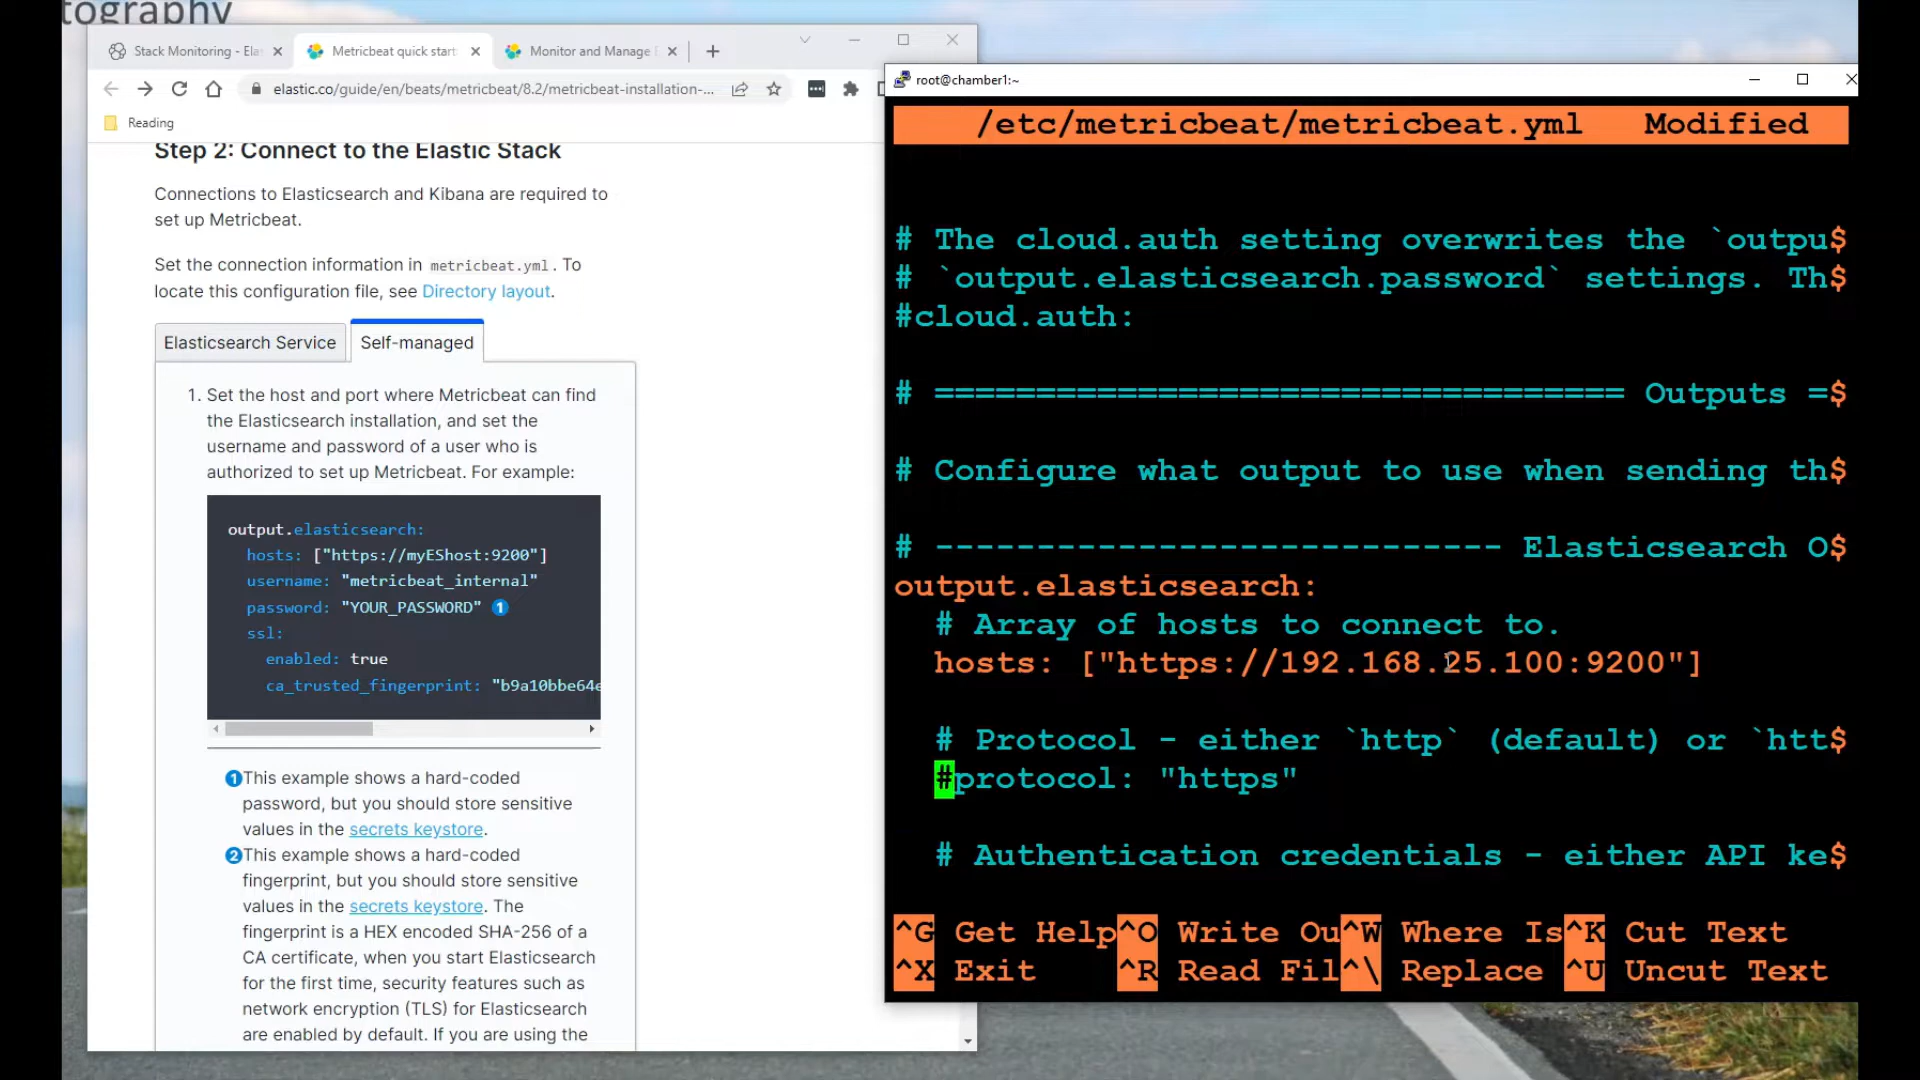 tography
Stack Monitoring - Ela
Metricbeat quick start
Monitor and Manage
elastic.co/guide/en/beats/metricbeat/8.2/metricbeat-installation-...
Reading
Step 2: Connect to the Elastic Stack
Connections to Elasticsearch and Kibana are required to
set up Metricbeat.
Set the connection information in metricbeat.yml. To
locate this configuration file, see Directory layout.
Elasticsearch Service
Self-managed
1. Set the host and port where Metricbeat can find
the Elasticsearch installation, and set the
username and password of a user who is
authorized to set up Metricbeat. For example:
output.elasticsearch:
hosts: ["https://myEShost:9200"]
username: "metricbeat_internal"
password: "YOUR_PASSWORD" 1
ssl:
enabled: true
ca_trusted_fingerprint: "b9a10bbe64e
1 This example shows a hard-coded
password, but you should store sensitive
values in the secrets keystore.
2 This example shows a hard-coded
fingerprint, but you should store sensitive
values in the secrets keystore. The
fingerprint is a HEX encoded SHA-256 of a
CA certificate, when you start Elasticsearch
for the first time, security features such as
network encryption (TLS) for Elasticsearch
are enabled by default. If you are using the
root@chamber1:~
/etc/metricbeat/metricbeat.yml Modified
# The cloud.auth setting overwrites the `outpu$
# `output.elasticsearch.password` settings. Th$
#cloud.auth:
# ================================== Outputs =$
# Configure what output to use when sending th$
# ---------------------------- Elasticsearch O$
output.elasticsearch:
# Array of hosts to connect to.
hosts: ["https://192.168.25.100:9200"]
# Protocol - either `http` (default) or `htt$
#protocol: "https"
# Authentication credentials - either API ke$
^G Get Help ^O Write Ou ^W Where Is ^K Cut Text
^X Exit ^R Read Fil ^\ Replace ^U Uncut Text